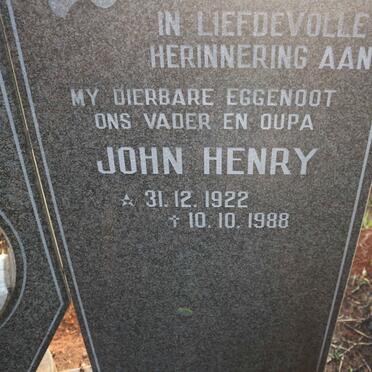 IN LIEFDEVOLLE
HERINNERING AAN
MY DIERBARE EGGENOOT
ONS VADER EN OUPA
JOHN HENRY
☆ 31.12.1922
✝ 10.10.1988